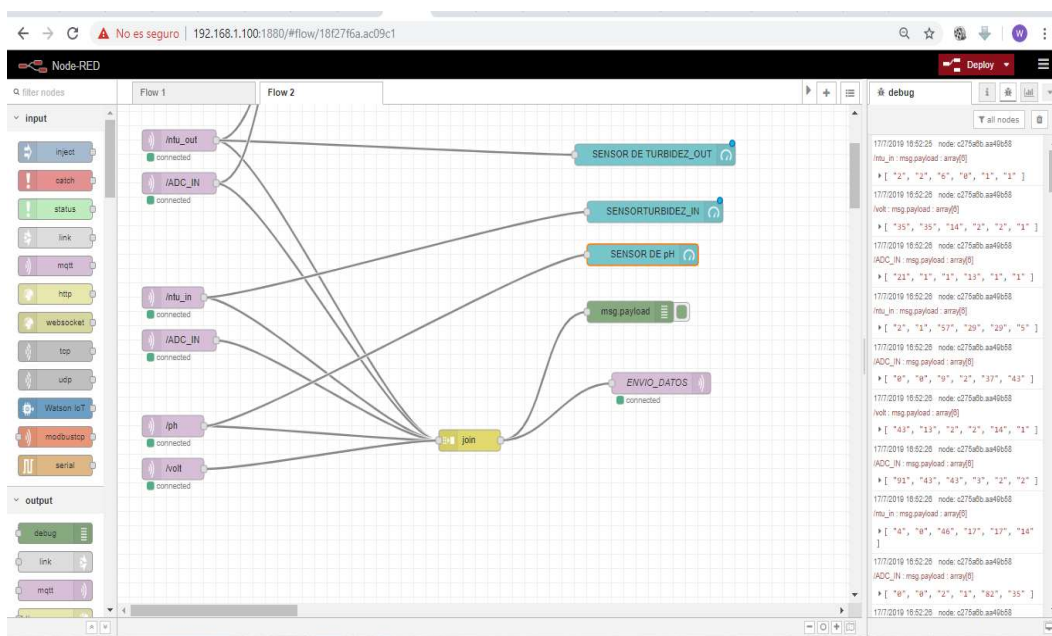 No es seguro | 192.168.1.100:1880/#flow/18f27f6a.ac09c1
W
Node-RED
Deploy
filter nodes
Flow 1
Flow 2
debug
i
all nodes
input
inject
catch
status
link
mqtt
http
websocket
tcp
udp
Watson IoT
modbustcp
serial
output
debug
link
mqtt
/ntu_out
connected
/ADC_IN
connected
/ntu_in
connected
/ADC_IN
connected
/ph
connected
/volt
connected
join
SENSOR DE TURBIDEZ_OUT
SENSORTURBIDEZ_IN
SENSOR DE pH
msg.payload
ENVIO_DATOS
connected
17/7/2019 16:52:26 node: c275a6b.aa49b58
/ntu_in : msg.payload : array[6]
[ "2", "2", "6", "0", "1", "1" ]
17/7/2019 16:52:26 node: c275a6b.aa49b58
/volt : msg.payload : array[6]
[ "35", "35", "14", "2", "2", "1" ]
17/7/2019 16:52:26 node: c275a6b.aa49b58
/ADC_IN : msg.payload : array[6]
[ "21", "1", "1", "13", "1", "1" ]
17/7/2019 16:52:26 node: c275a6b.aa49b58
/ntu_in : msg.payload : array[6]
[ "2", "1", "57", "29", "29", "5" ]
17/7/2019 16:52:26 node: c275a6b.aa49b58
/ADC_IN : msg.payload : array[6]
[ "0", "0", "9", "2", "37", "43" ]
17/7/2019 16:52:26 node: c275a6b.aa49b58
/volt : msg.payload : array[6]
[ "43", "13", "2", "2", "14", "1" ]
17/7/2019 16:52:26 node: c275a6b.aa49b58
/ADC_IN : msg.payload : array[6]
[ "91", "43", "43", "3", "2", "2" ]
17/7/2019 16:52:26 node: c275a6b.aa49b58
/ntu_in : msg.payload : array[6]
[ "4", "0", "46", "17", "17", "14"
]
17/7/2019 16:52:26 node: c275a6b.aa49b58
/ADC_IN : msg.payload : array[6]
[ "0", "0", "2", "1", "82", "35" ]
17/7/2019 16:52:26 node: c275a6b.aa49b58